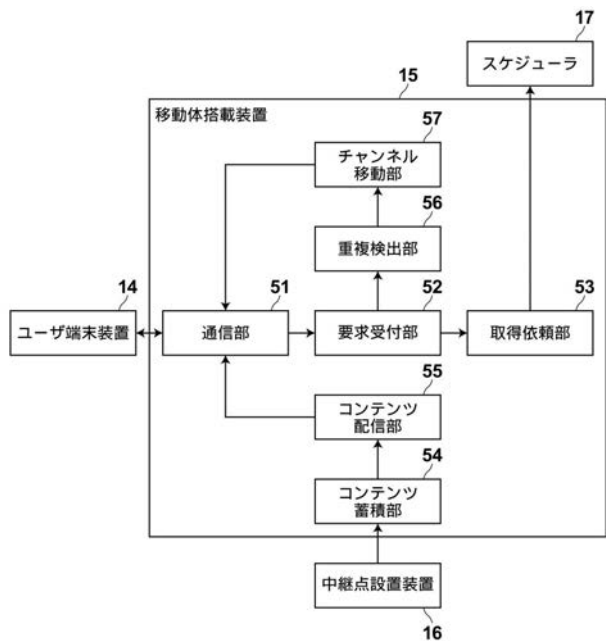 17
スケジューラ
15
移動体搭載装置
57
チャンネル
移動部
56
重複検出部
14
ユーザ端末装置
51
通信部
52
要求受付部
53
取得依頼部
55
コンテンツ
配信部
54
コンテンツ
蓄積部
中継点設置装置
16